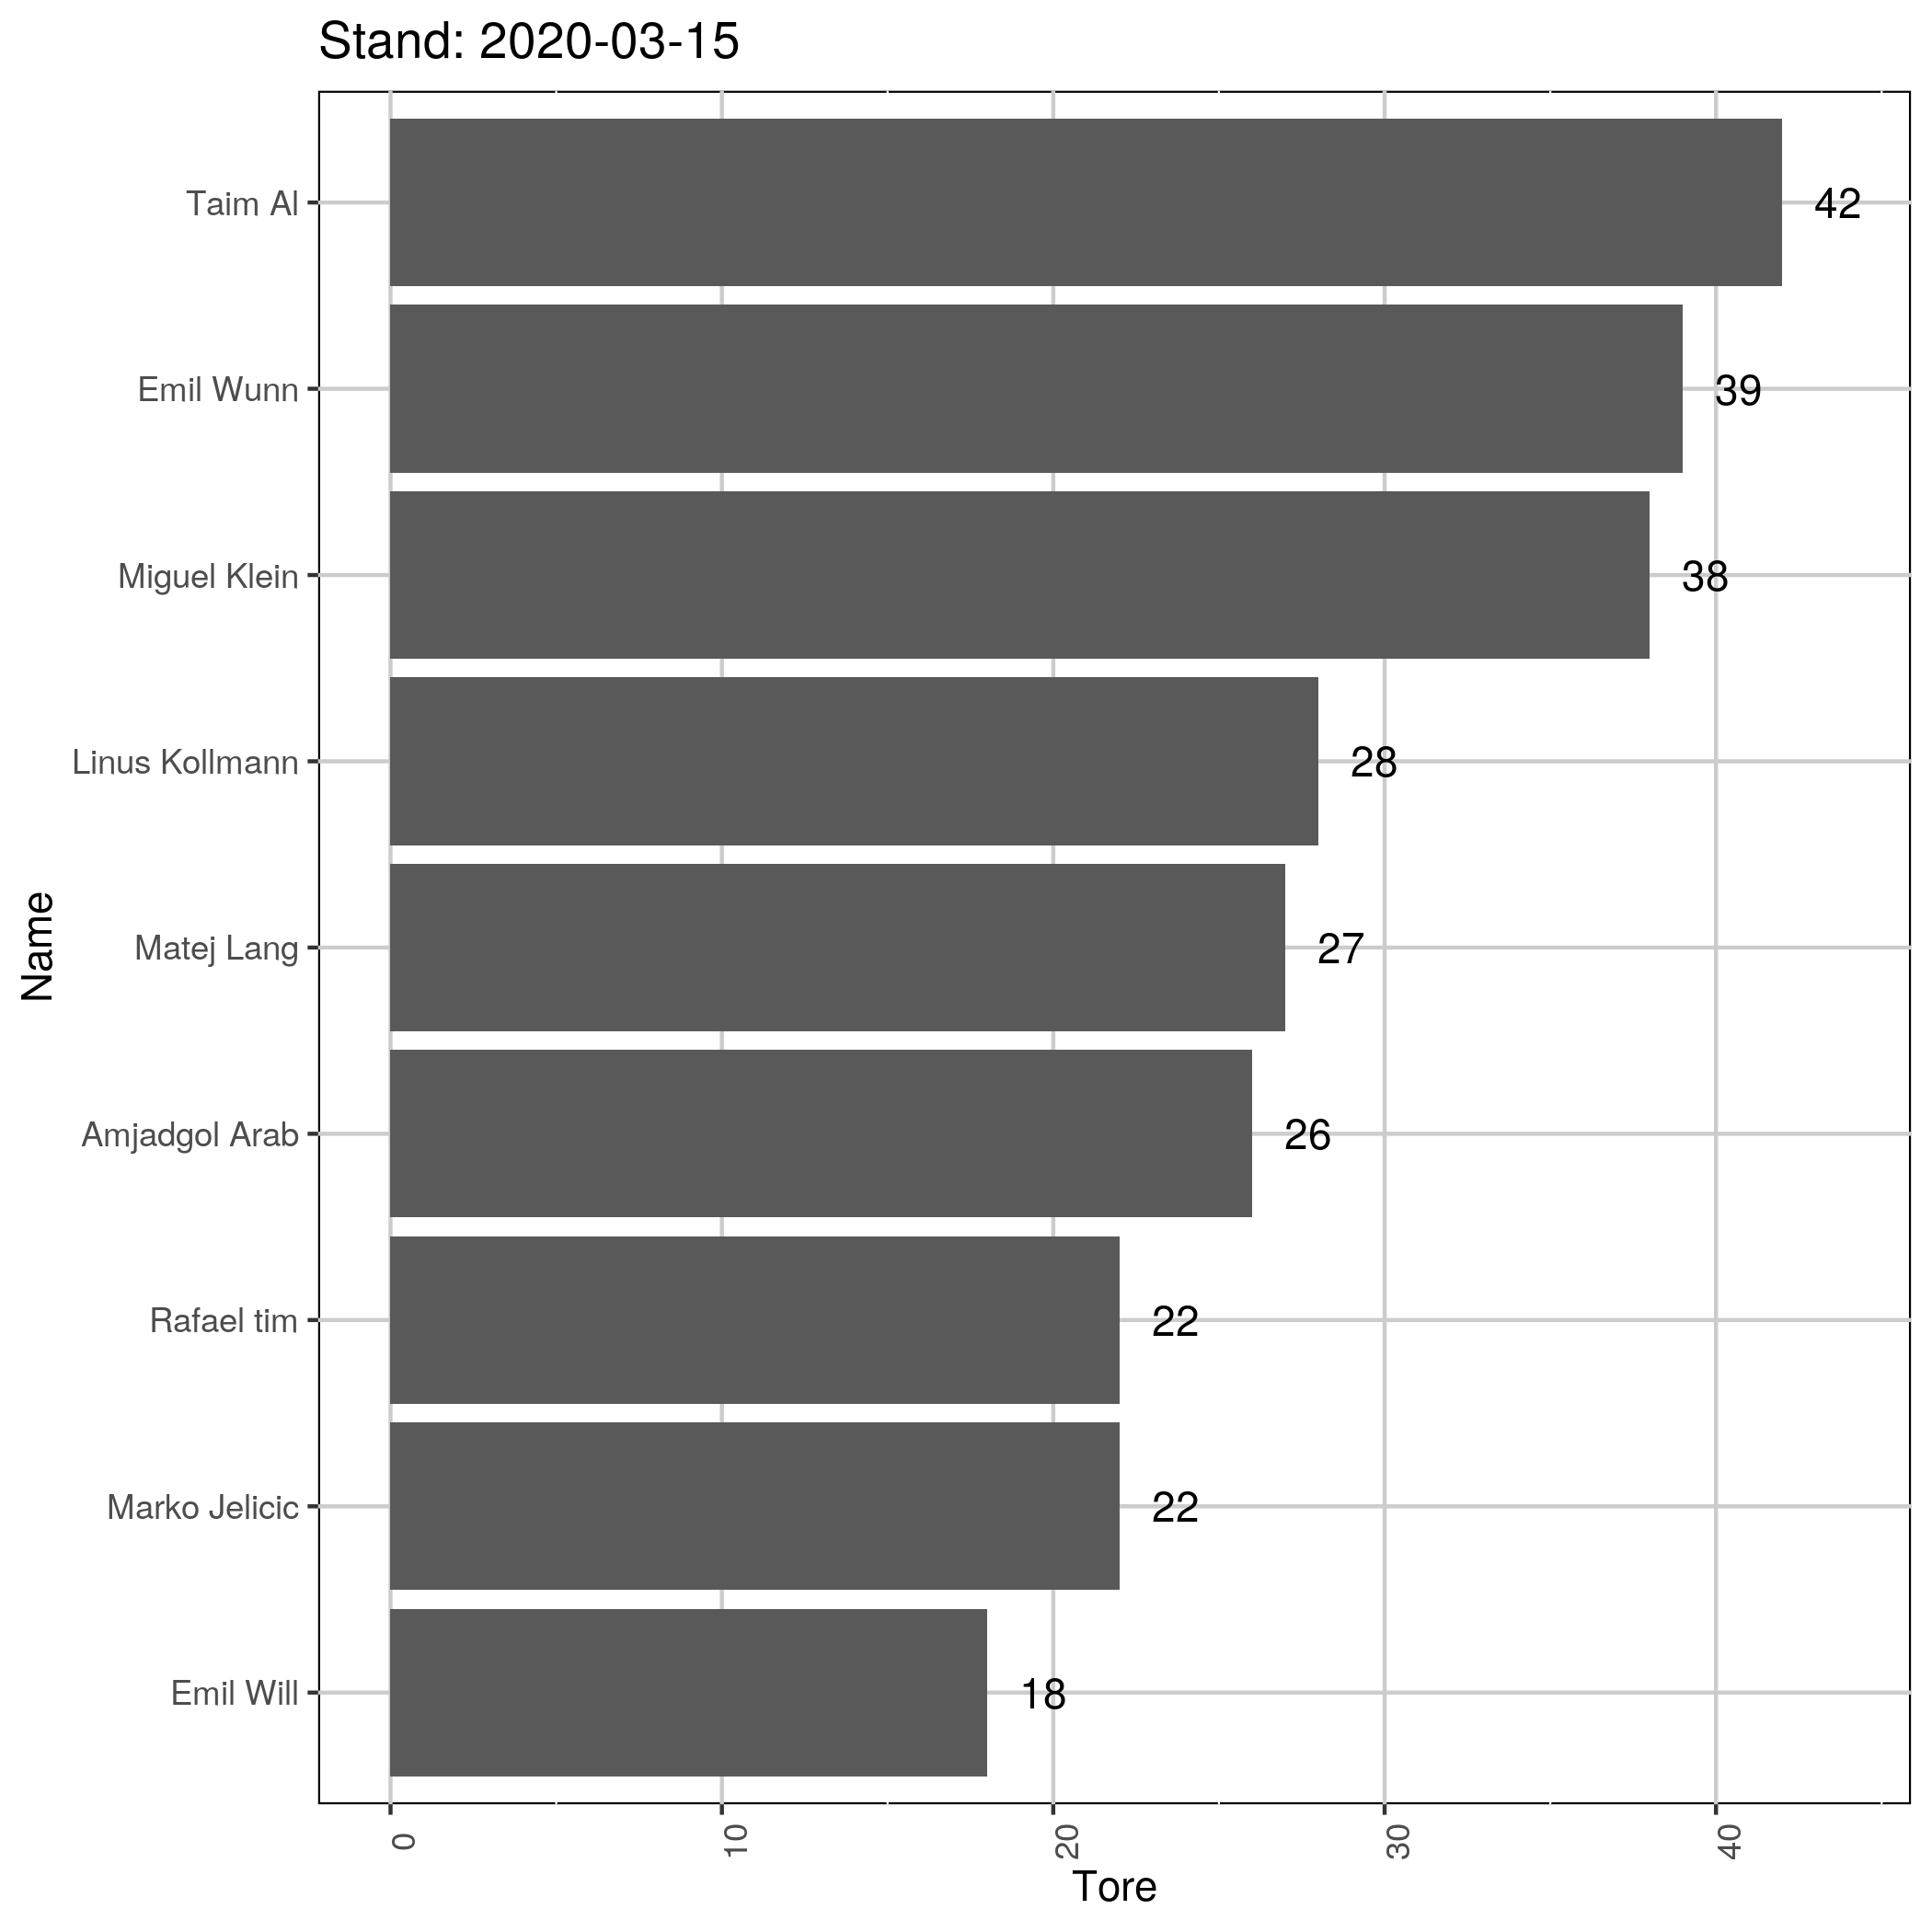 Stand: 2020-03-15
Taim Al 42
Emil Wunn 39
Miguel Klein 38
Linus Kollmann 28
Matej Lang 27
Amjadgol Arab 26
Rafael tim 22
Marko Jelicic 22
Emil Will 18
Name
0 10 20 30 40
Tore